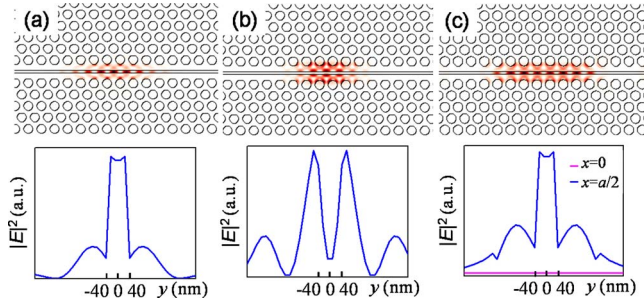 (a)
(b)
(c)
|E|² (a.u.)
-40 0 40 y (nm)
|E|² (a.u.)
-40 0 40 y (nm)
|E|² (a.u.)
x=0
x=a/2
-40 0 40 y (nm)